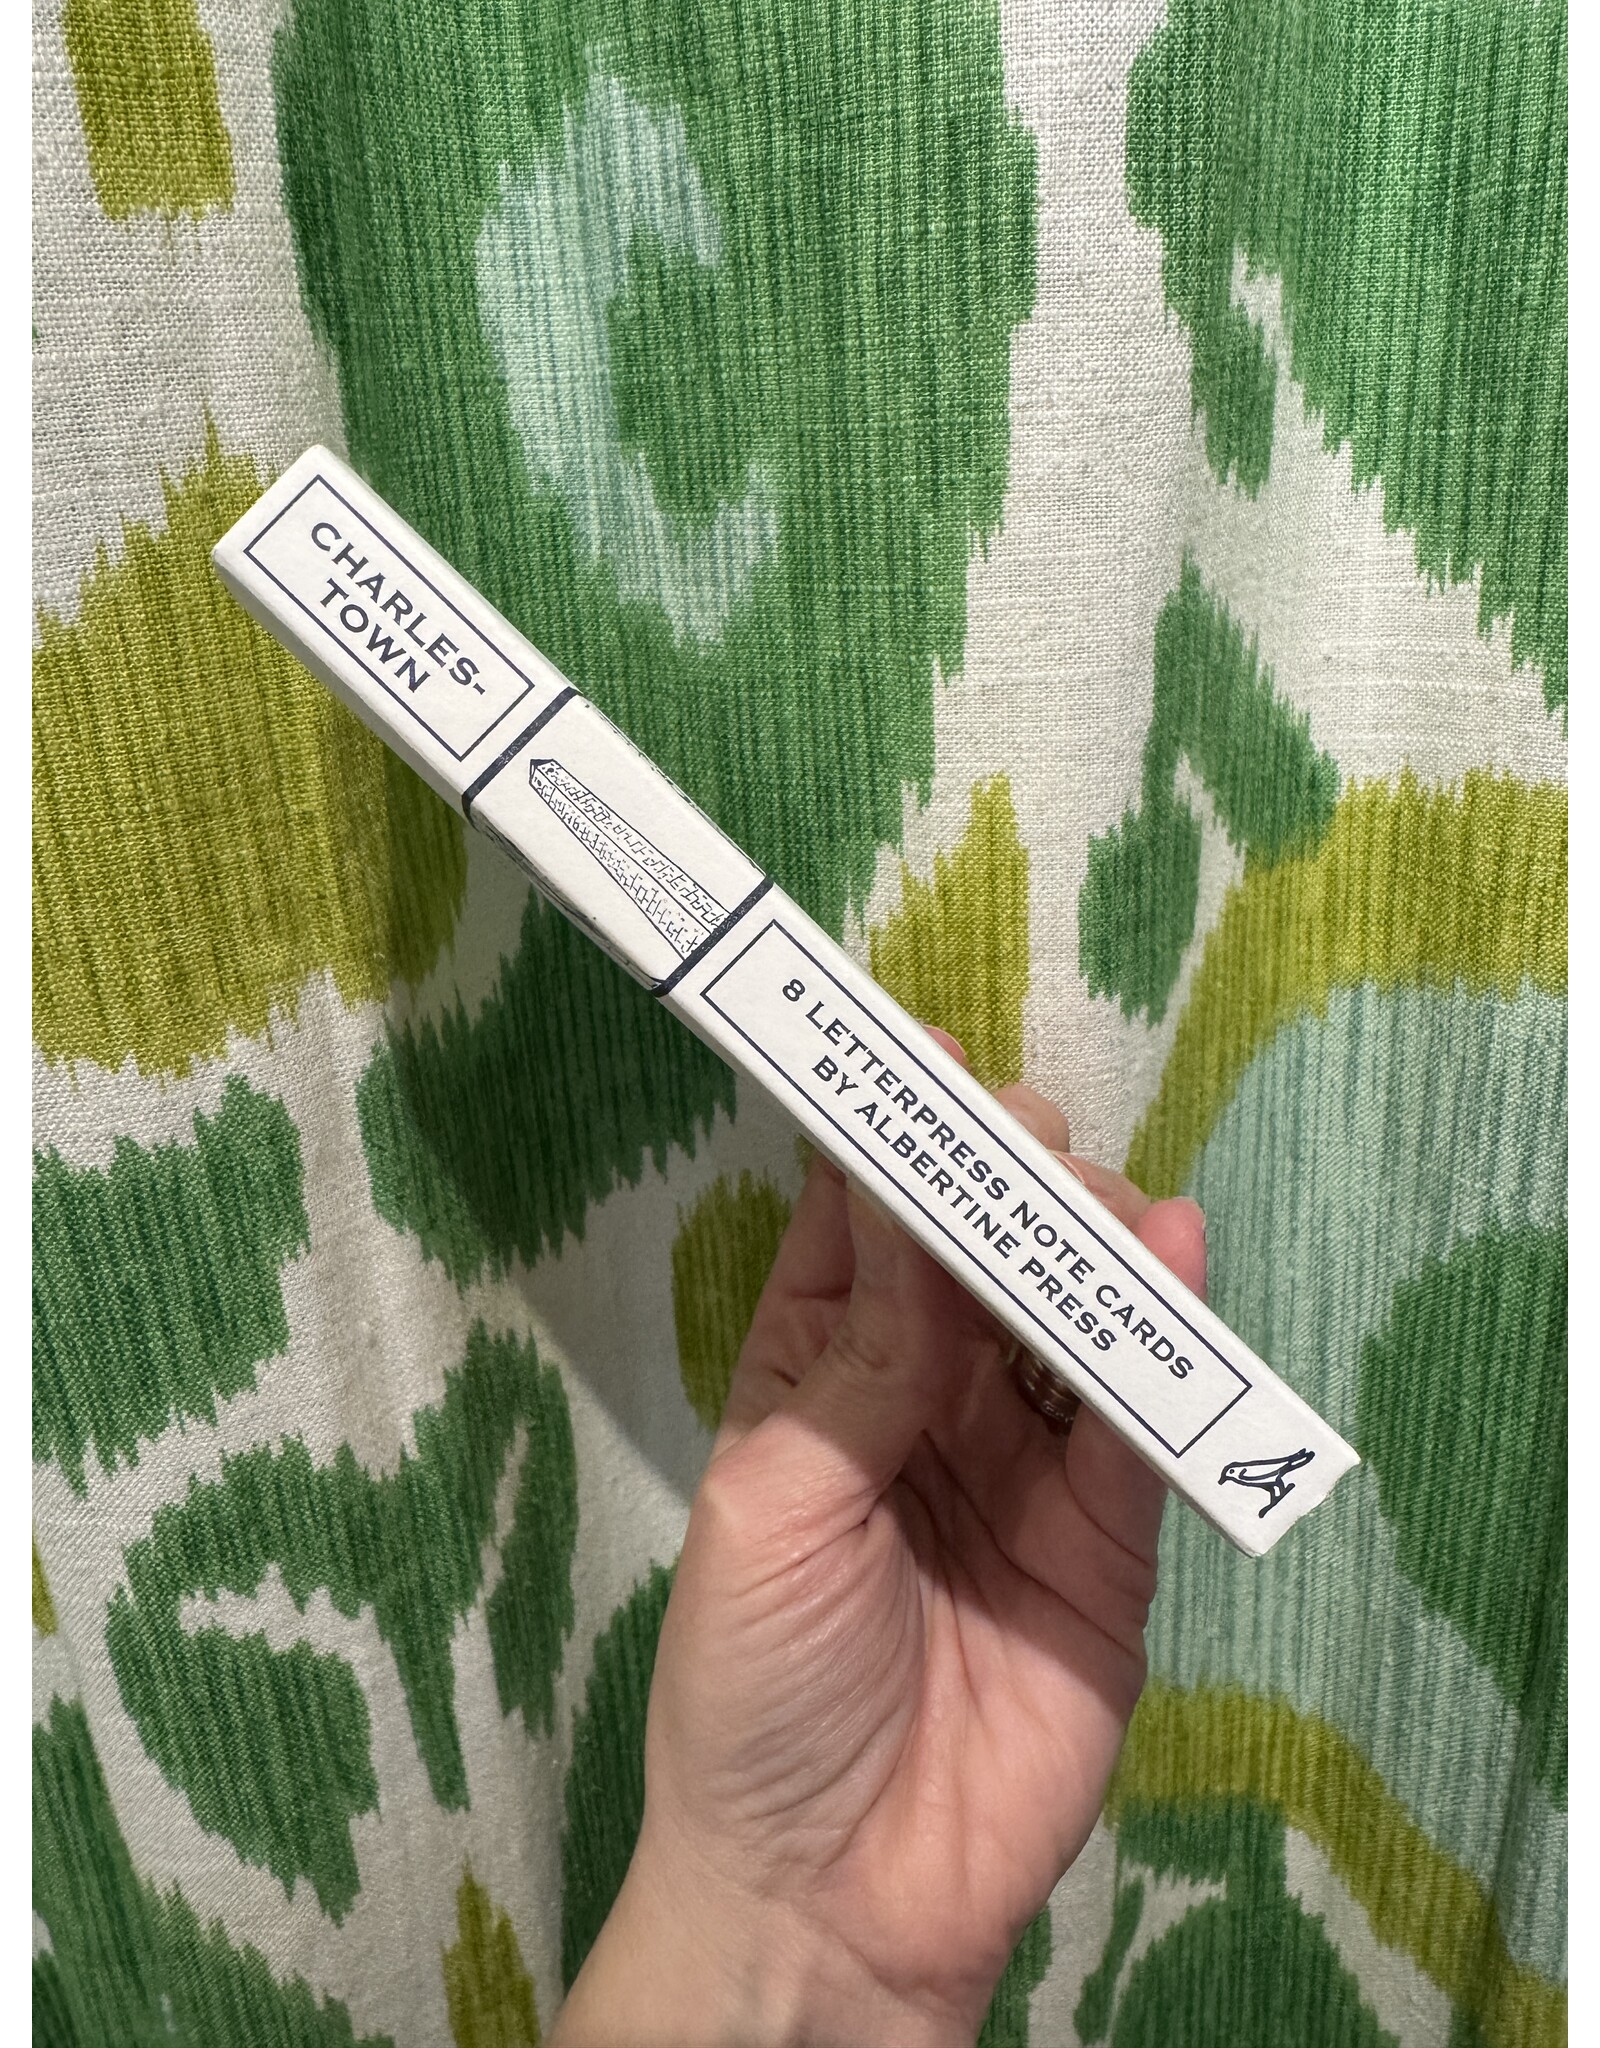 CHARLES-
TOWN
8 LETTERPRESS NOTE CARDS
BY ALBERTINE PRESS